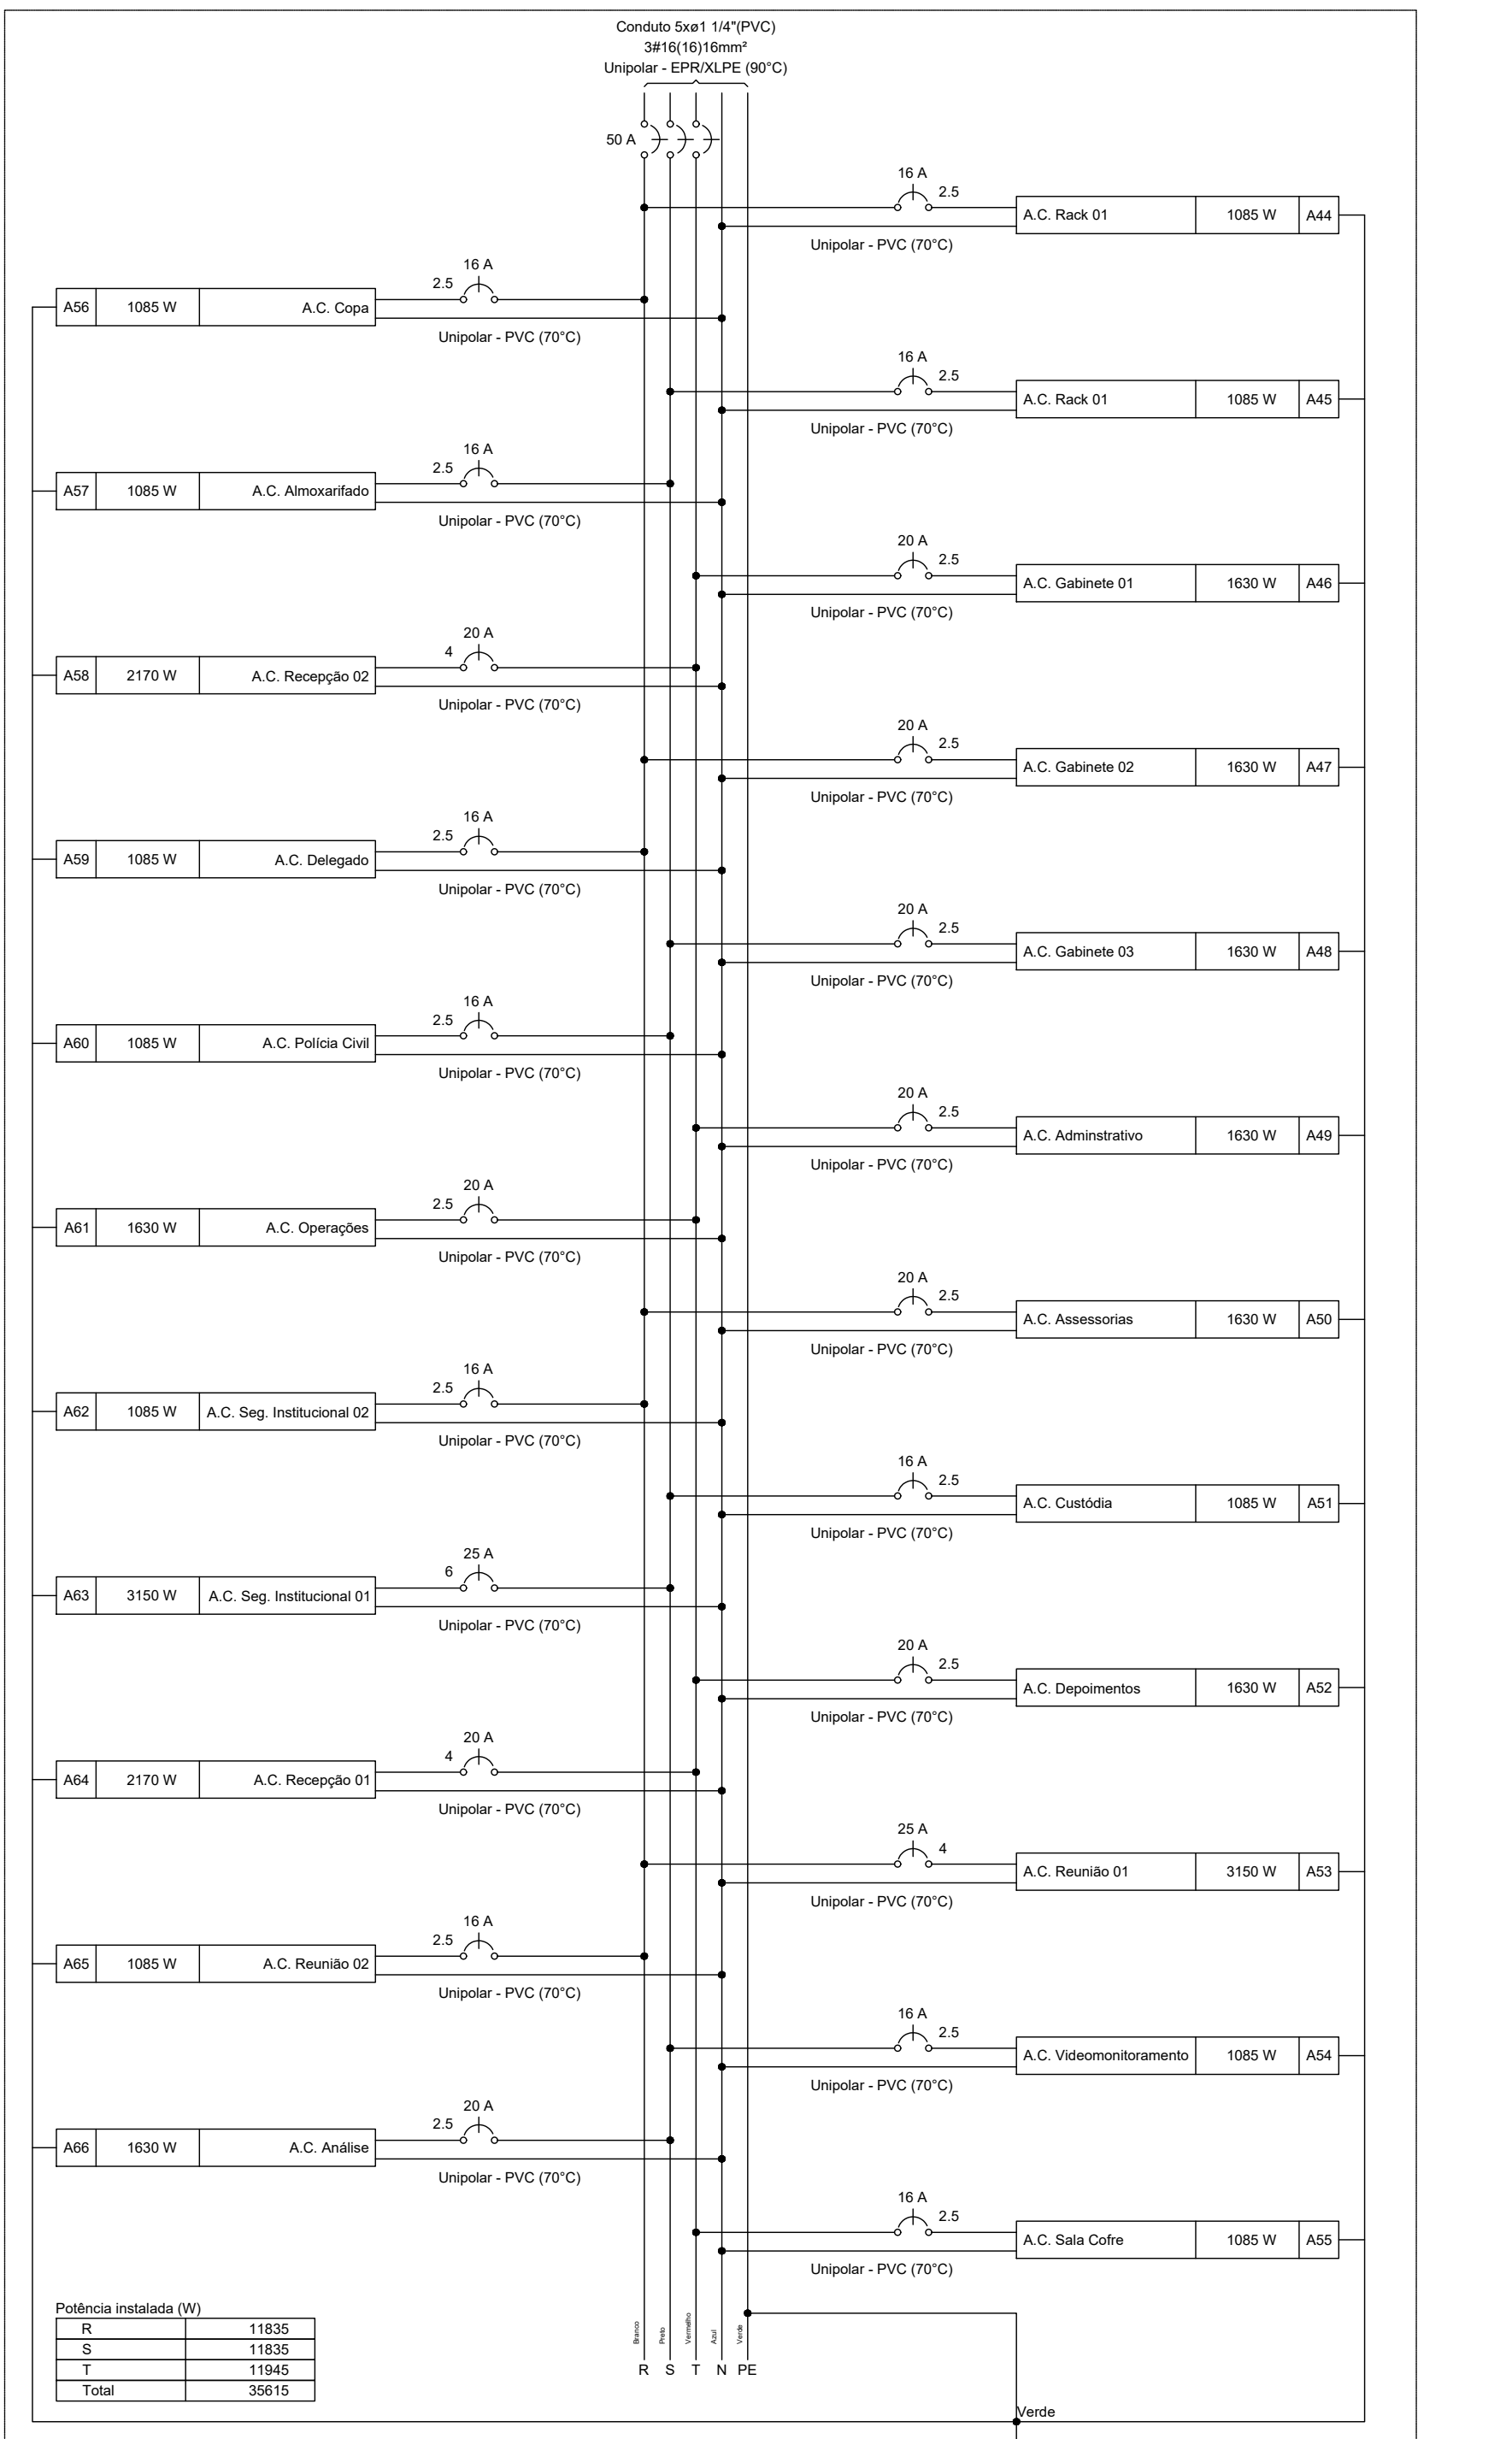 Conduto 5xø1 1/4"(PVC)
3#16(16)16mm²
Unipolar - EPR/XLPE (90°C)
50 A
16 A
2.5
A.C. Rack 01 1085 W A44
Unipolar - PVC (70°C)
16 A
2.5
A56 1085 W A.C. Copa
Unipolar - PVC (70°C)
16 A
2.5
A.C. Rack 01 1085 W A45
Unipolar - PVC (70°C)
16 A
2.5
A57 1085 W A.C. Almoxarifado
Unipolar - PVC (70°C)
20 A
2.5
A.C. Gabinete 01 1630 W A46
Unipolar - PVC (70°C)
20 A
4
A58 2170 W A.C. Recepção 02
Unipolar - PVC (70°C)
20 A
2.5
A.C. Gabinete 02 1630 W A47
Unipolar - PVC (70°C)
16 A
2.5
A59 1085 W A.C. Delegado
Unipolar - PVC (70°C)
20 A
2.5
A.C. Gabinete 03 1630 W A48
Unipolar - PVC (70°C)
16 A
2.5
A60 1085 W A.C. Polícia Civil
Unipolar - PVC (70°C)
20 A
2.5
A.C. Adminstrativo 1630 W A49
Unipolar - PVC (70°C)
20 A
2.5
A61 1630 W A.C. Operações
Unipolar - PVC (70°C)
20 A
2.5
A.C. Assessorias 1630 W A50
Unipolar - PVC (70°C)
16 A
2.5
A62 1085 W A.C. Seg. Institucional 02
Unipolar - PVC (70°C)
16 A
2.5
A.C. Custódia 1085 W A51
Unipolar - PVC (70°C)
25 A
6
A63 3150 W A.C. Seg. Institucional 01
Unipolar - PVC (70°C)
20 A
2.5
A.C. Depoimentos 1630 W A52
Unipolar - PVC (70°C)
20 A
4
A64 2170 W A.C. Recepção 01
Unipolar - PVC (70°C)
25 A
4
A.C. Reunião 01 3150 W A53
Unipolar - PVC (70°C)
16 A
2.5
A65 1085 W A.C. Reunião 02
Unipolar - PVC (70°C)
16 A
2.5
A.C. Videomonitoramento 1085 W A54
Unipolar - PVC (70°C)
20 A
2.5
A66 1630 W A.C. Análise
Unipolar - PVC (70°C)
16 A
2.5
A.C. Sala Cofre 1085 W A55
Unipolar - PVC (70°C)
Potência instalada (W)
R 11835
S 11835
T 11945
Total 35615
Branco Preto Vermelho Azul Verde
R S T N PE
Verde